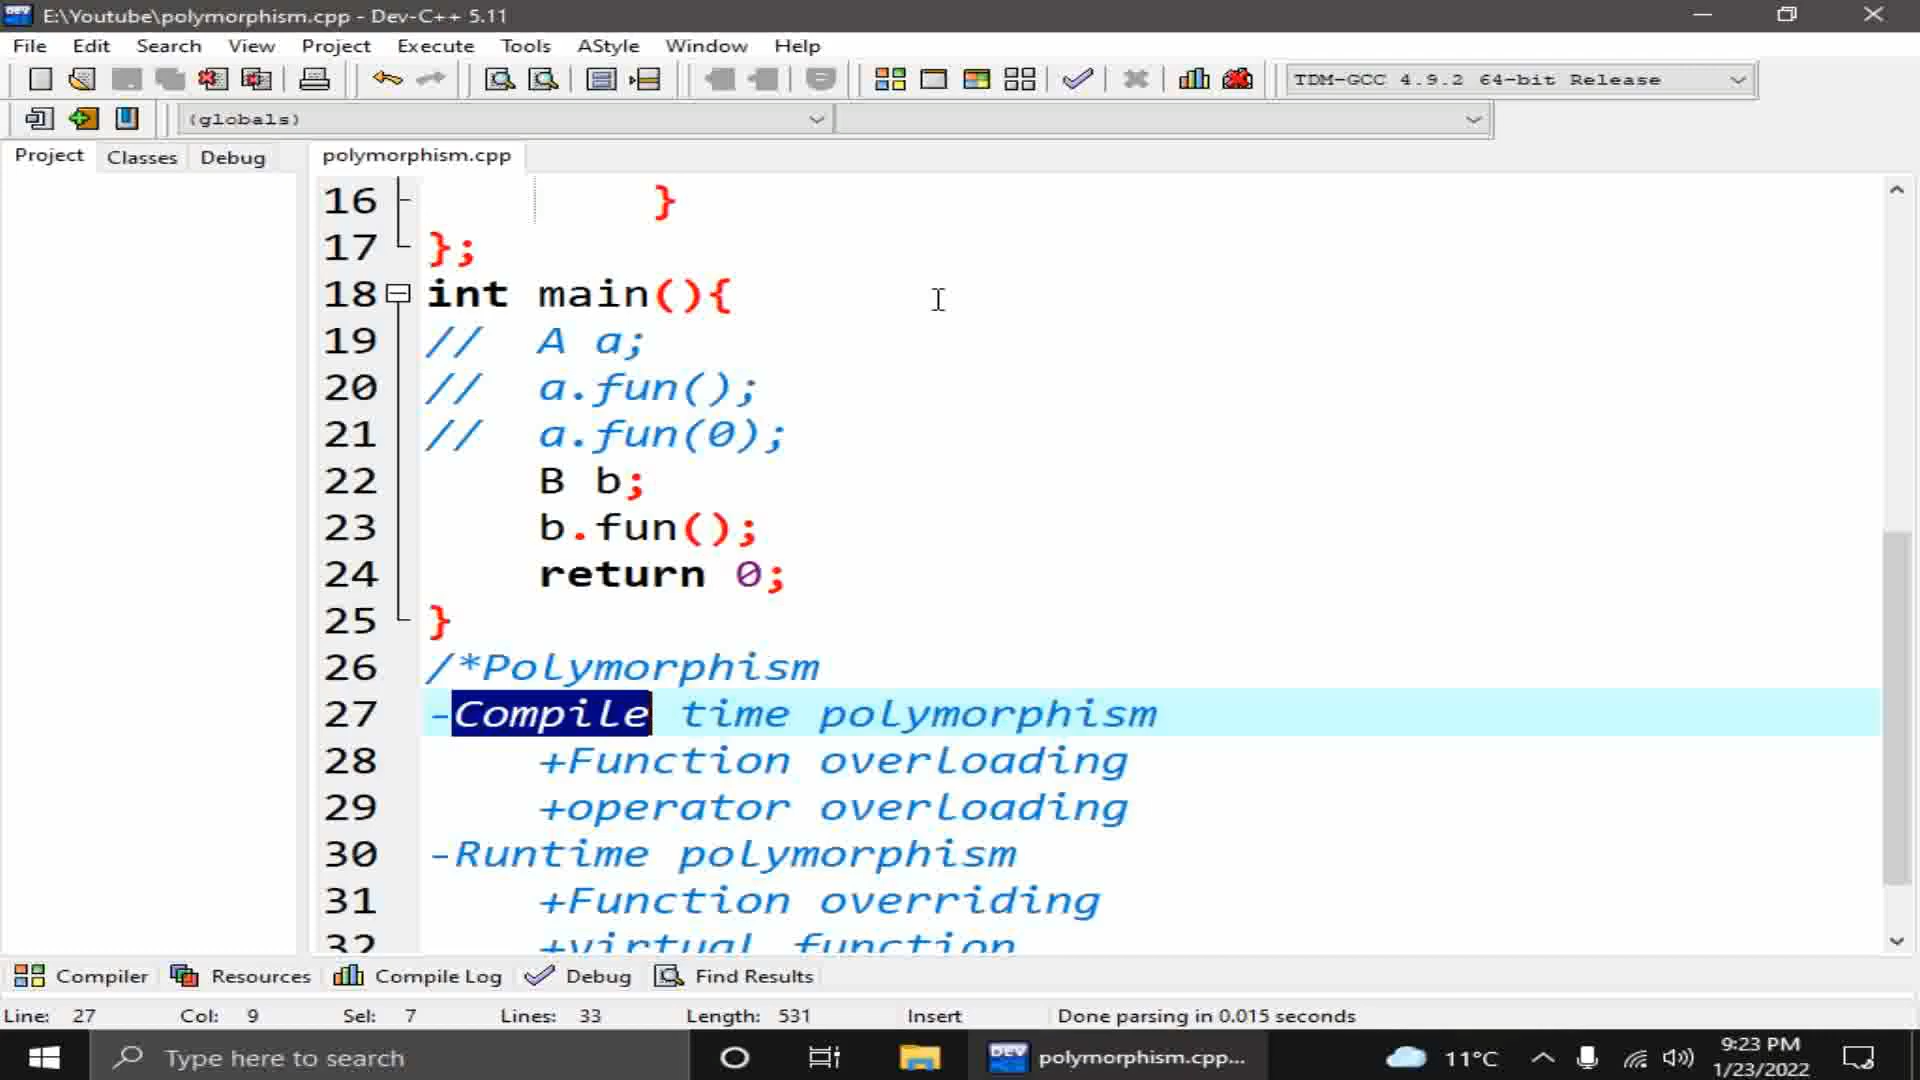 E:\Youtube\polymorphism.cpp - Dev-C++ 5.11
File Edit Search View Project Execute Tools AStyle Window Help
TDM-GCC 4.9.2 64-bit Release
(globals)
Project Classes Debug polymorphism.cpp
16 }
17 };
18 int main(){
19 // A a;
20 // a.fun();
21 // a.fun(0);
22 B b;
23 b.fun();
24 return 0;
25 }
26 /*Polymorphism
27 -Compile time polymorphism
28 +Function overloading
29 +operator overloading
30 -Runtime polymorphism
31 +Function overriding
32 +virtual function
Compiler Resources Compile Log Debug Find Results
Line: 27 Col: 9 Sel: 7 Lines: 33 Length: 531 Insert Done parsing in 0.015 seconds
Type here to search DEV polymorphism.cpp... 11°C 9:23 PM
1/23/2022